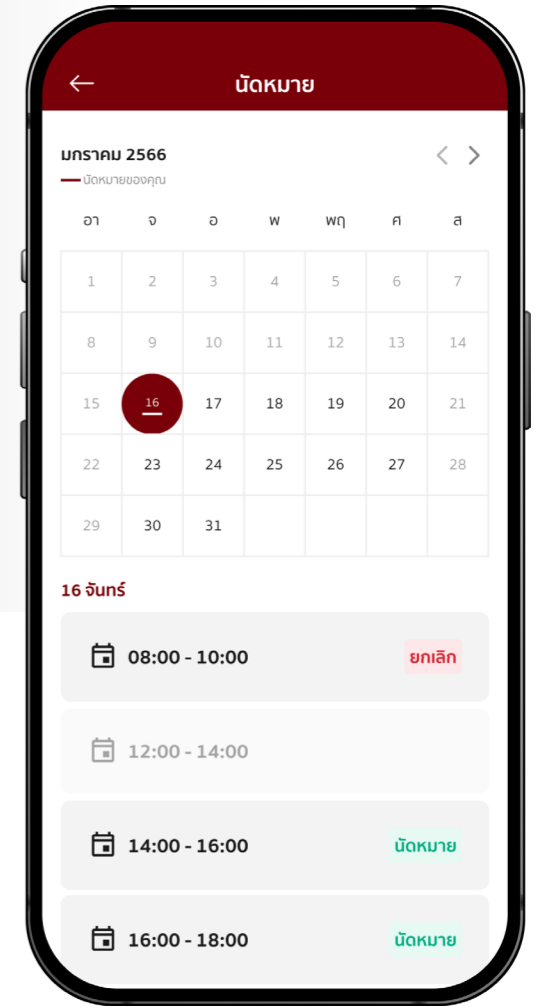 นัดหมาย
มกราคม 2566
นัดหมายของคุณ
อา จ อ พ พฤ ศ ส
1 2 3 4 5 6 7
8 9 10 11 12 13 14
15 16 17 18 19 20 21
22 23 24 25 26 27 28
29 30 31
16 จันทร์
08:00 - 10:00 ยกเลิก
12:00 - 14:00
14:00 - 16:00 นัดหมาย
16:00 - 18:00 นัดหมาย